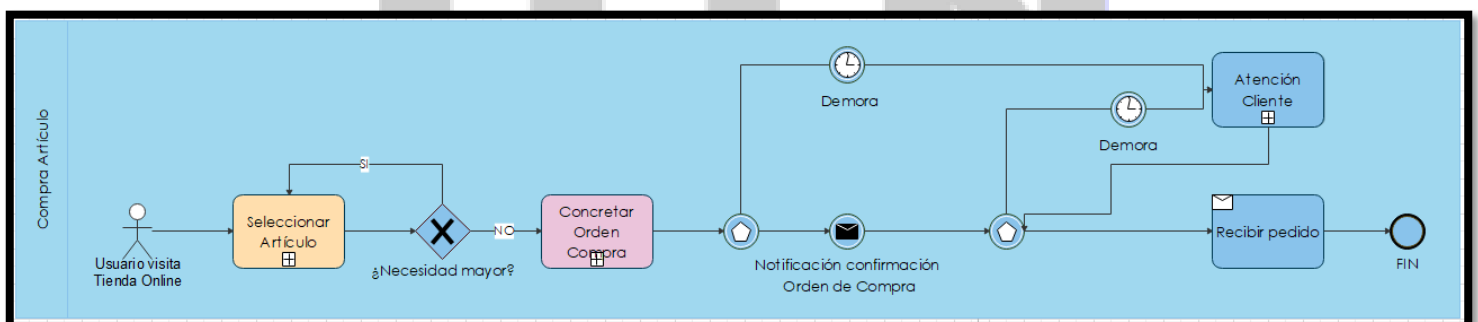 Compra Artículo
Usuario visita
Tienda Online
Seleccionar
Artículo
SI
¿Necesidad mayor?
NO
Concretar
Orden
Compra
Demora
Notificación confirmación
Orden de Compra
Demora
Atención
Cliente
Recibir pedido
FIN